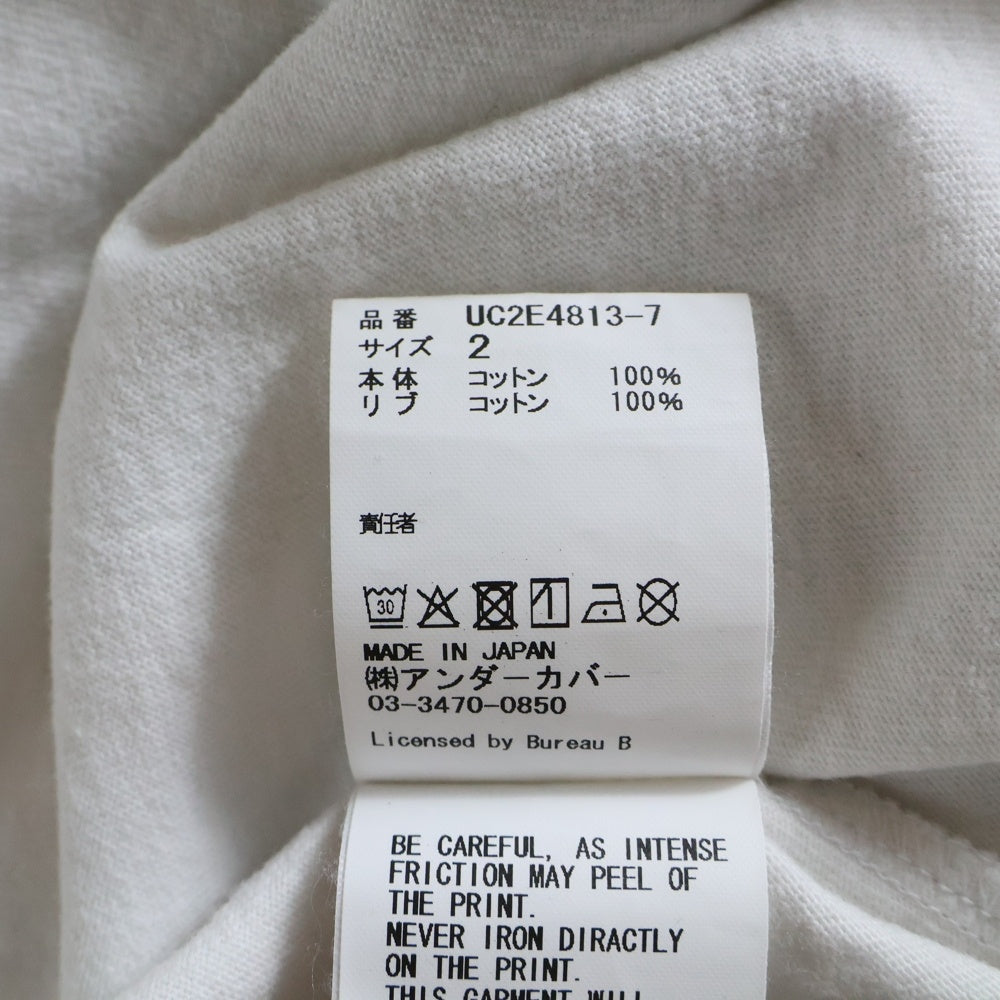 品番 UC2E4813-7
サイズ 2
本体 コットン 100%
リブ コットン 100%
責任者
30
MADE IN JAPAN
㈱アンダーカバー
03-3470-0850
Licensed by Bureau B
BE CAREFUL, AS INTENSE
FRICTION MAY PEEL OF
THE PRINT.
NEVER IRON DIRACTLY
ON THE PRINT.
THIS GARMENT WILL